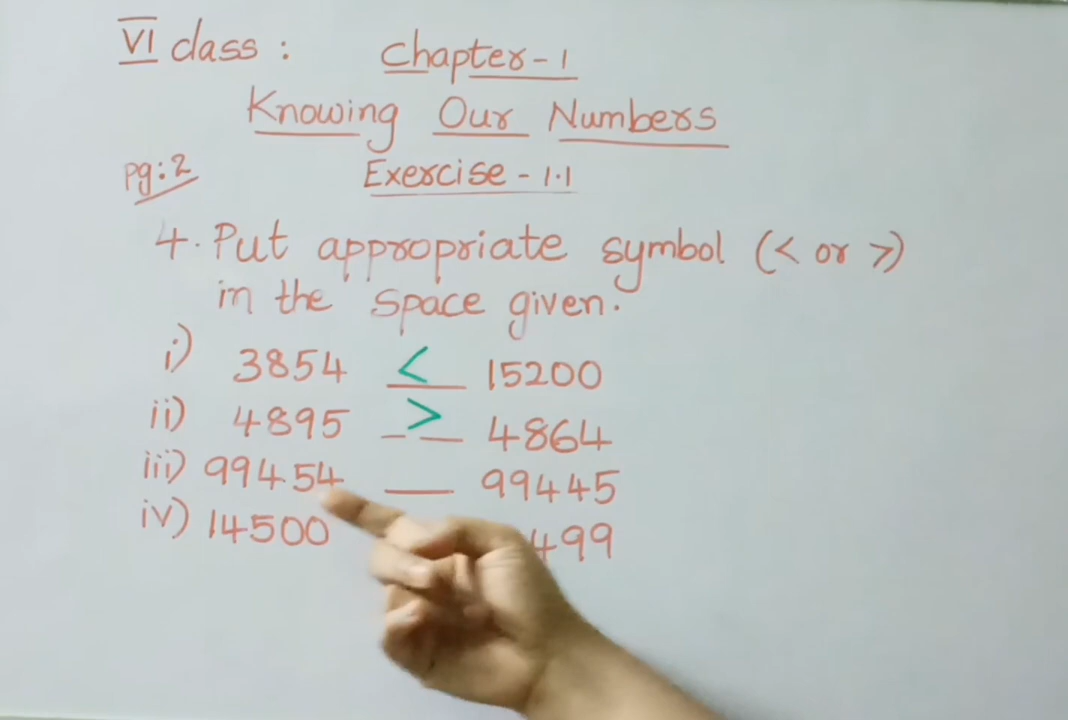 VI class : Chapter-1
Knowing Our Numbers
pg:2 Exercise-1.1
4. Put appropriate symbol (< or >)
in the space given.
i) 3854 < 15200
ii) 4895 > 4864
iii) 99454 __ 99445
iv) 14500 499